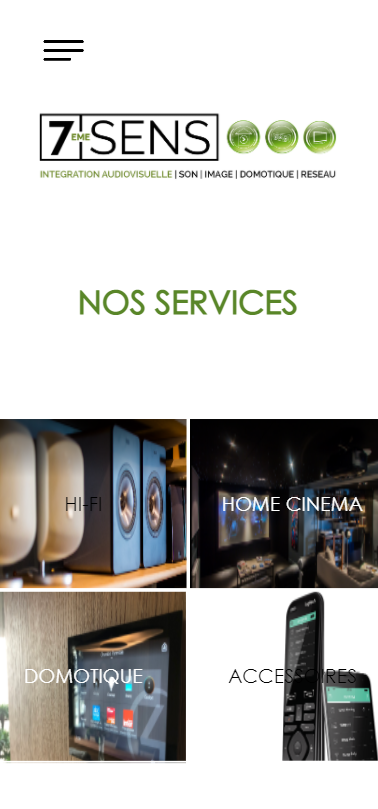 7EME SENS
INTEGRATION AUDIOVISUELLE | SON | IMAGE | DOMOTIQUE | RESEAU
NOS SERVICES
HI-FI
HOME CINEMA
DOMOTIQUE
ACCESSOIRES